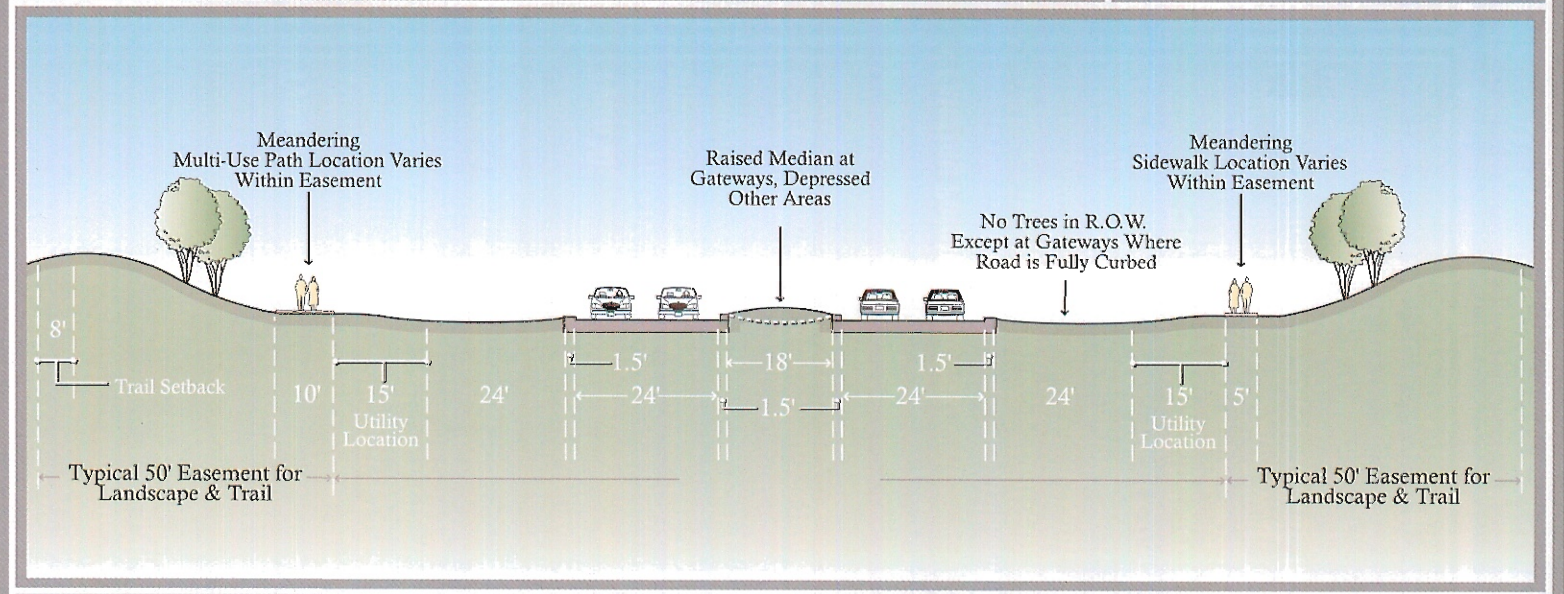 Meandering
Multi-Use Path Location Varies
Within Easement
Raised Median at
Gateways, Depressed
Other Areas
No Trees in R.O.W.
Except at Gateways Where
Road is Fully Curbed
Meandering
Sidewalk Location Varies
Within Easement
8'
Trail Setback
10'
15'
Utility
Location
24'
1.5'
24'
18'
1.5'
1.5'
24'
24'
15'
Utility
Location
5'
Typical 50' Easement for
Landscape & Trail
Typical 50' Easement for
Landscape & Trail